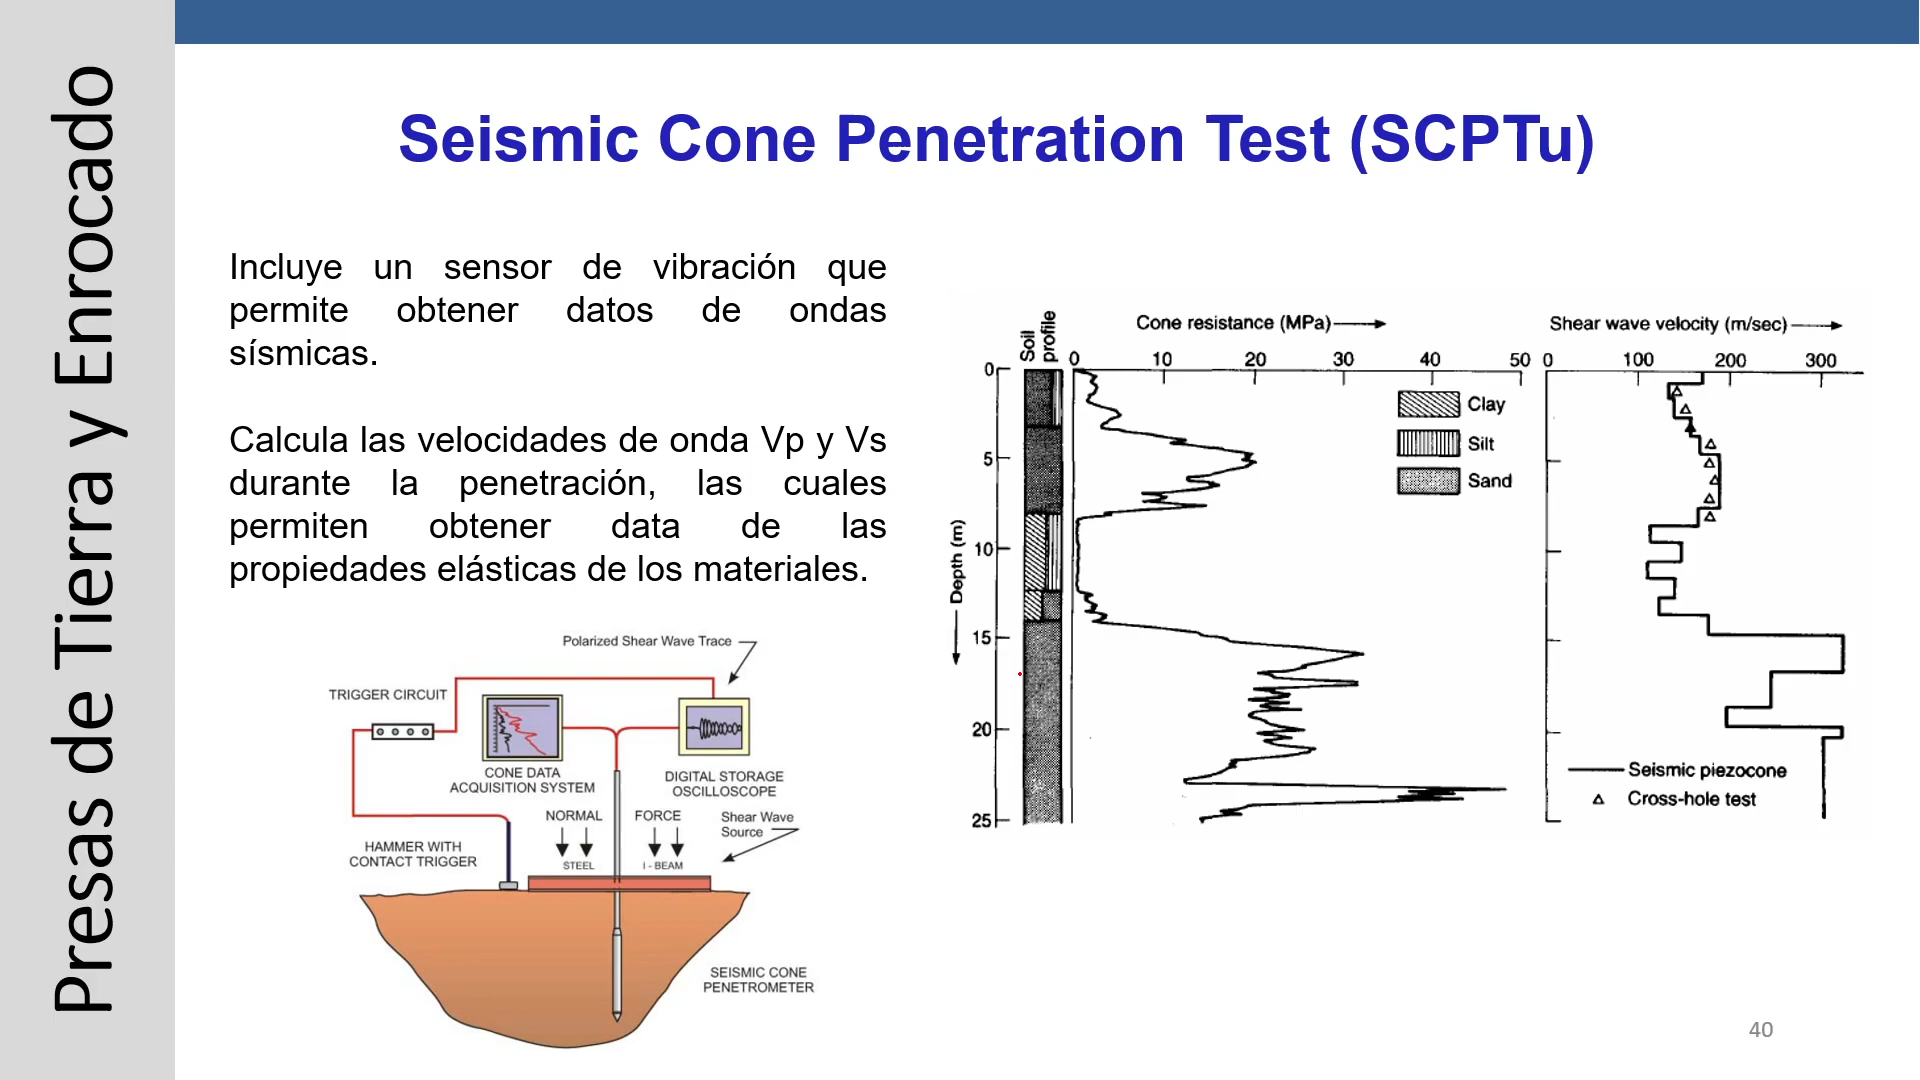 Presas de Tierra y Enrocado
Seismic Cone Penetration Test (SCPTu)
Incluye un sensor de vibración que
permite obtener datos de ondas
sísmicas.
Calcula las velocidades de onda Vp y Vs
durante la penetración, las cuales
permiten obtener data de las
propiedades elásticas de los materiales.
Polarized Shear Wave Trace
TRIGGER CIRCUIT
CONE DATA
ACQUISITION SYSTEM
DIGITAL STORAGE
OSCILLOSCOPE
NORMAL
FORCE
Shear Wave
Source
STEEL
I - BEAM
HAMMER WITH
CONTACT TRIGGER
SEISMIC CONE
PENETROMETER
Soil
profile
Cone resistance (MPa)
0 10 20 30 40 50
Shear wave velocity (m/sec)
0 100 200 300
Depth (m)
0
5
10
15
20
25
Clay
Silt
Sand
Seismic piezocone
Cross-hole test
40